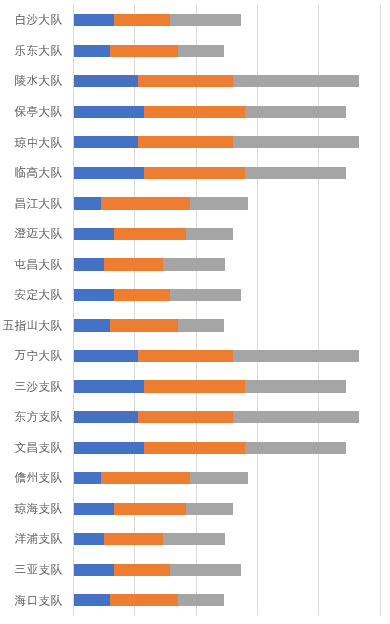 白沙大队
乐东大队
陵水大队
保亭大队
琼中大队
临高大队
昌江大队
澄迈大队
屯昌大队
安定大队
五指山大队
万宁大队
三沙支队
东方支队
文昌支队
儋州支队
琼海支队
洋浦支队
三亚支队
海口支队